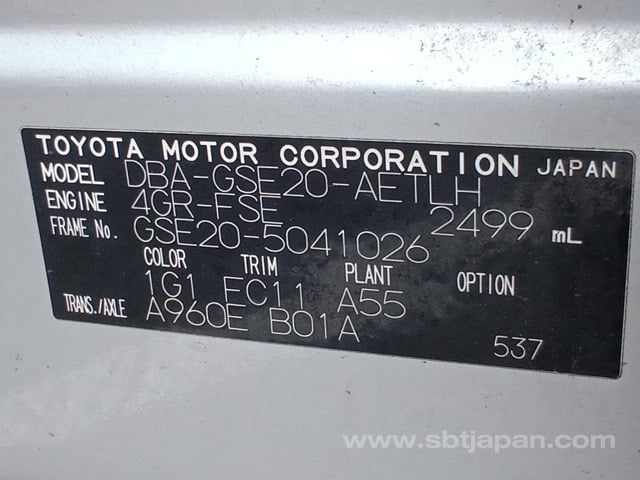 TOYOTA MOTOR CORPORATION JAPAN
MODEL DBA-GSE20-AETLH
ENGINE 4GR-FSE 2499 mL
FRAME No. GSE20-5041026
COLOR TRIM PLANT OPTION
1G1 FC11 A55
TRANS./AXLE A960E B01A
537
www.sbtjapan.com